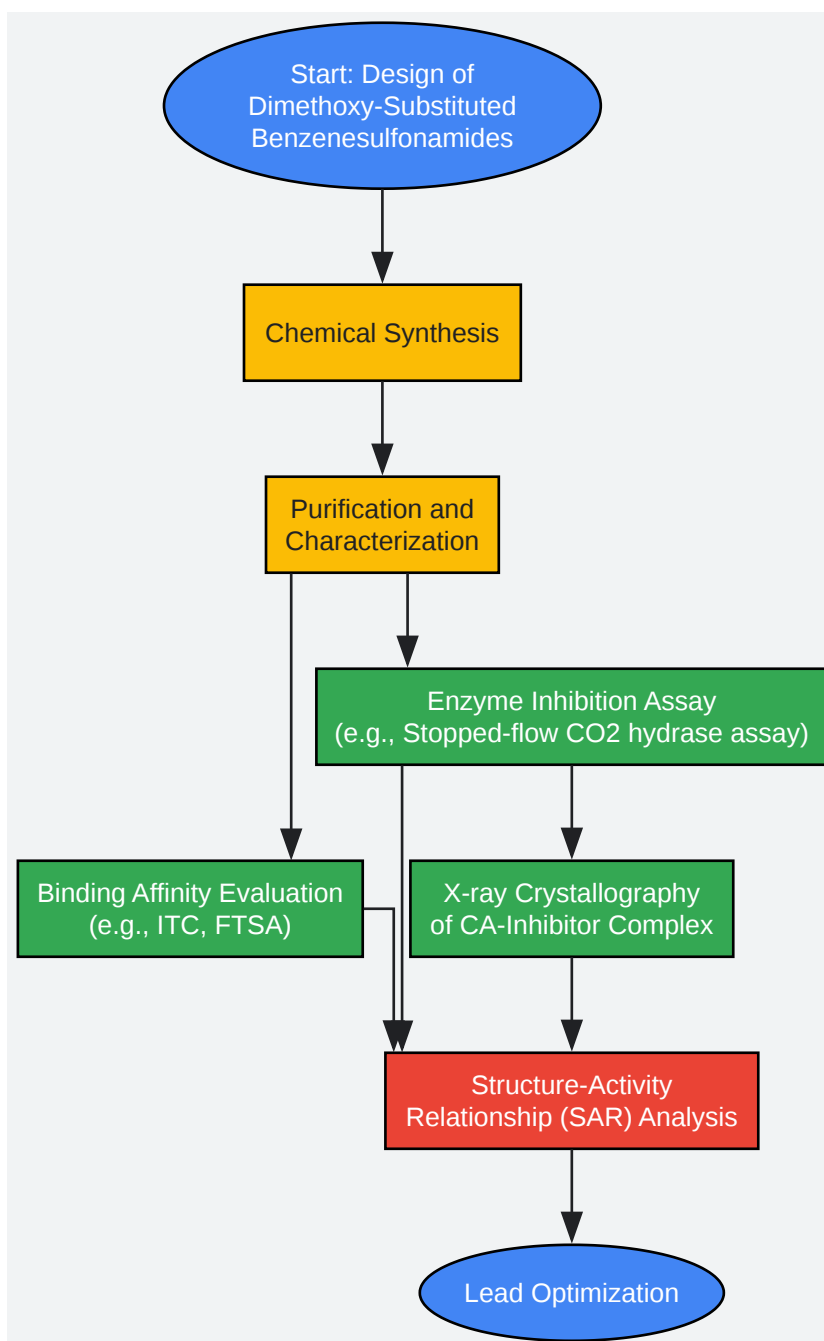 Start: Design of
Dimethoxy-Substituted
Benzenesulfonamides
Chemical Synthesis
Purification and
Characterization
Enzyme Inhibition Assay
(e.g., Stopped-flow CO2 hydrase assay)
Binding Affinity Evaluation
(e.g., ITC, FTSA)
X-ray Crystallography
of CA-Inhibitor Complex
Structure-Activity
Relationship (SAR) Analysis
Lead Optimization